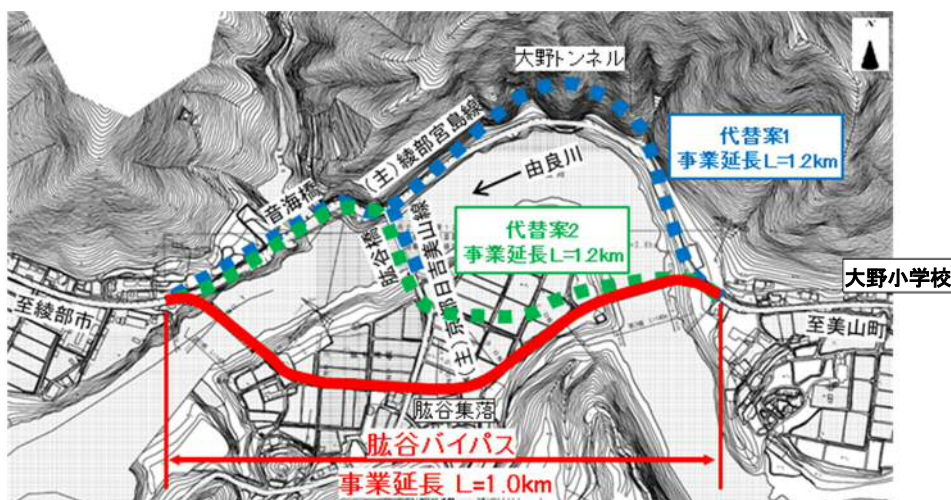 N
大野トンネル
代替案1
事業延長 L=1.2km
(主)綾部宮島線
由良川
音海橋
肱谷橋
(主)京都日吉美山線
代替案2
事業延長 L=1.2km
大野小学校
至綾部市
至美山町
肱谷集落
肱谷バイパス
事業延長 L=1.0km